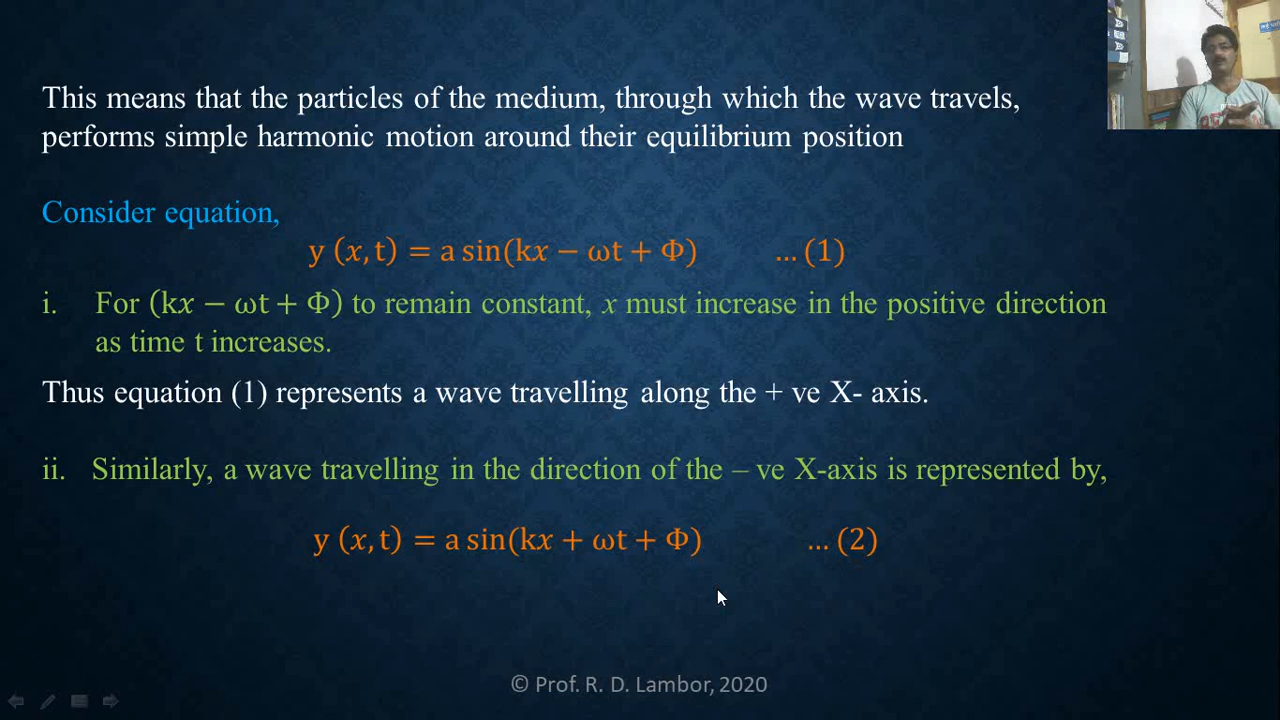 This means that the particles of the medium, through which the wave travels,
performs simple harmonic motion around their equilibrium position
Consider equation,
y (x, t) = a sin(kx − ωt + Φ) … (1)
i. For (kx − ωt + Φ) to remain constant, x must increase in the positive direction
as time t increases.
Thus equation (1) represents a wave travelling along the + ve X- axis.
ii. Similarly, a wave travelling in the direction of the – ve X-axis is represented by,
y (x, t) = a sin(kx + ωt + Φ) … (2)
© Prof. R. D. Lambor, 2020